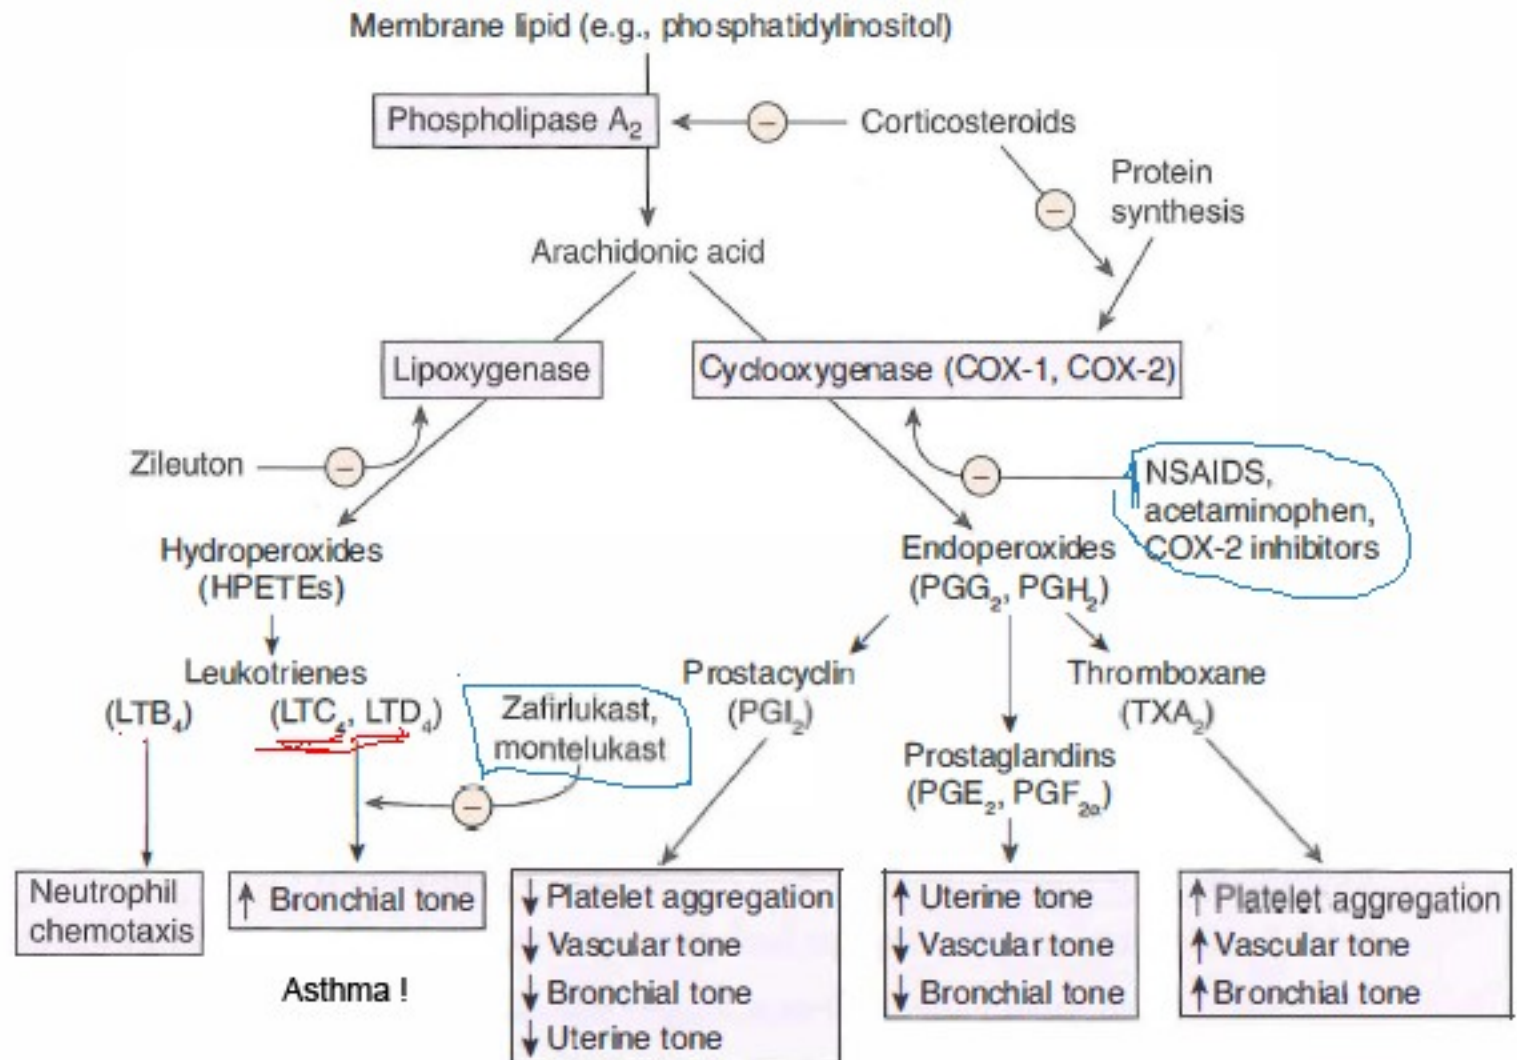 Membrane lipid (e.g., phosphatidylinositol)
Phospholipase A₂
Corticosteroids
Protein
synthesis
Arachidonic acid
Lipoxygenase
Cyclooxygenase (COX-1, COX-2)
Zileuton
NSAIDS,
acetaminophen,
COX-2 inhibitors
Hydroperoxides
(HPETEs)
Endoperoxides
(PGG₂, PGH₂)
Leukotrienes
(LTB₄)
(LTC₄, LTD₄)
Zafirlukast,
montelukast
Prostacyclin
(PGI₂)
Thromboxane
(TXA₂)
Prostaglandins
(PGE₂, PGF₂ₐ)
Neutrophil
chemotaxis
↑ Bronchial tone
Asthma !
↓ Platelet aggregation
↓ Vascular tone
↓ Bronchial tone
↓ Uterine tone
↑ Uterine tone
↓ Vascular tone
↓ Bronchial tone
↑ Platelet aggregation
↑ Vascular tone
↑ Bronchial tone